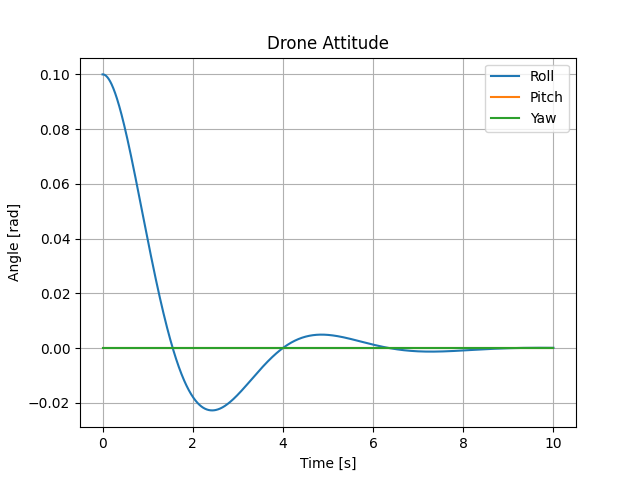 Drone Attitude
Roll
Pitch
Yaw
0.10
0.08
0.06
0.04
0.02
0.00
−0.02
Angle [rad]
0 2 4 6 8 10
Time [s]